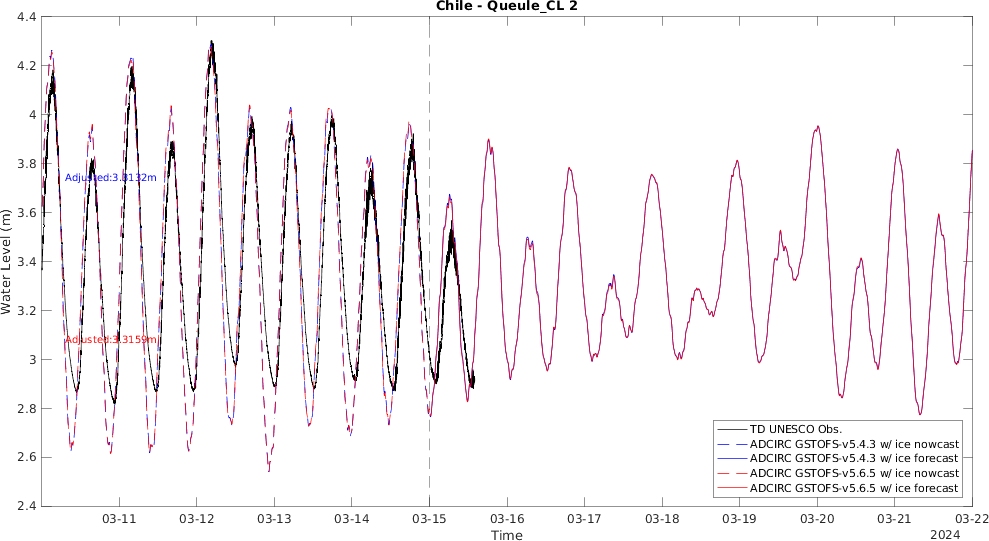 Chile - Queule_CL 2
4.4
4.2
4
3.8
3.6
3.4
3.2
3
2.8
2.6
2.4
Water Level (m)
Adjusted:3.3132m
Adjusted:3.3159m
TD UNESCO Obs.
ADCIRC GSTOFS-v5.4.3 w/ ice nowcast
ADCIRC GSTOFS-v5.4.3 w/ ice forecast
ADCIRC GSTOFS-v5.6.5 w/ ice nowcast
ADCIRC GSTOFS-v5.6.5 w/ ice forecast
03-11 03-12 03-13 03-14 03-15 03-16 03-17 03-18 03-19 03-20 03-21 03-22
Time
2024